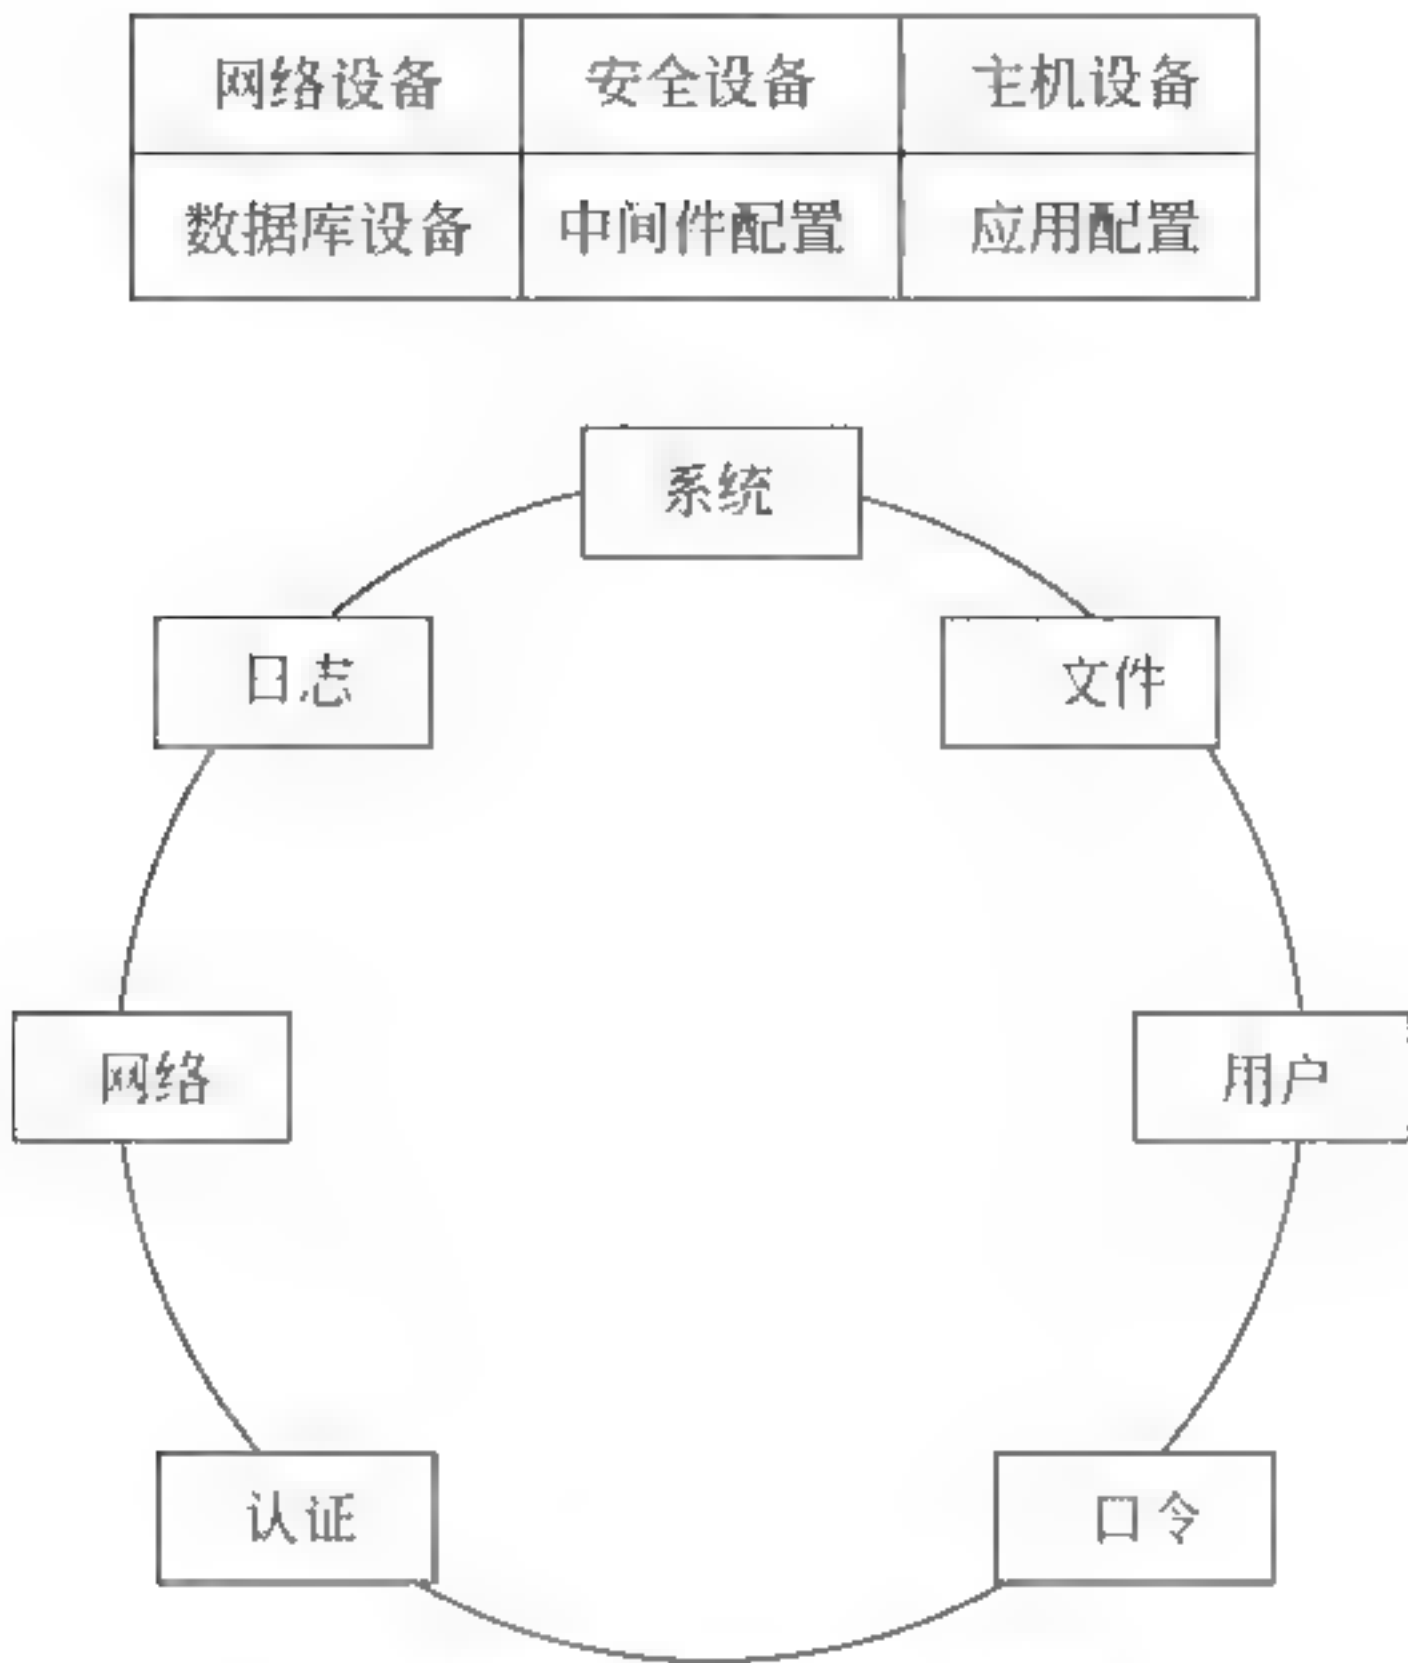 网络设备 安全设备 主机设备
数据库设备 中间件配置 应用配置
系统
日志 文件
网络 用户
认证 口令